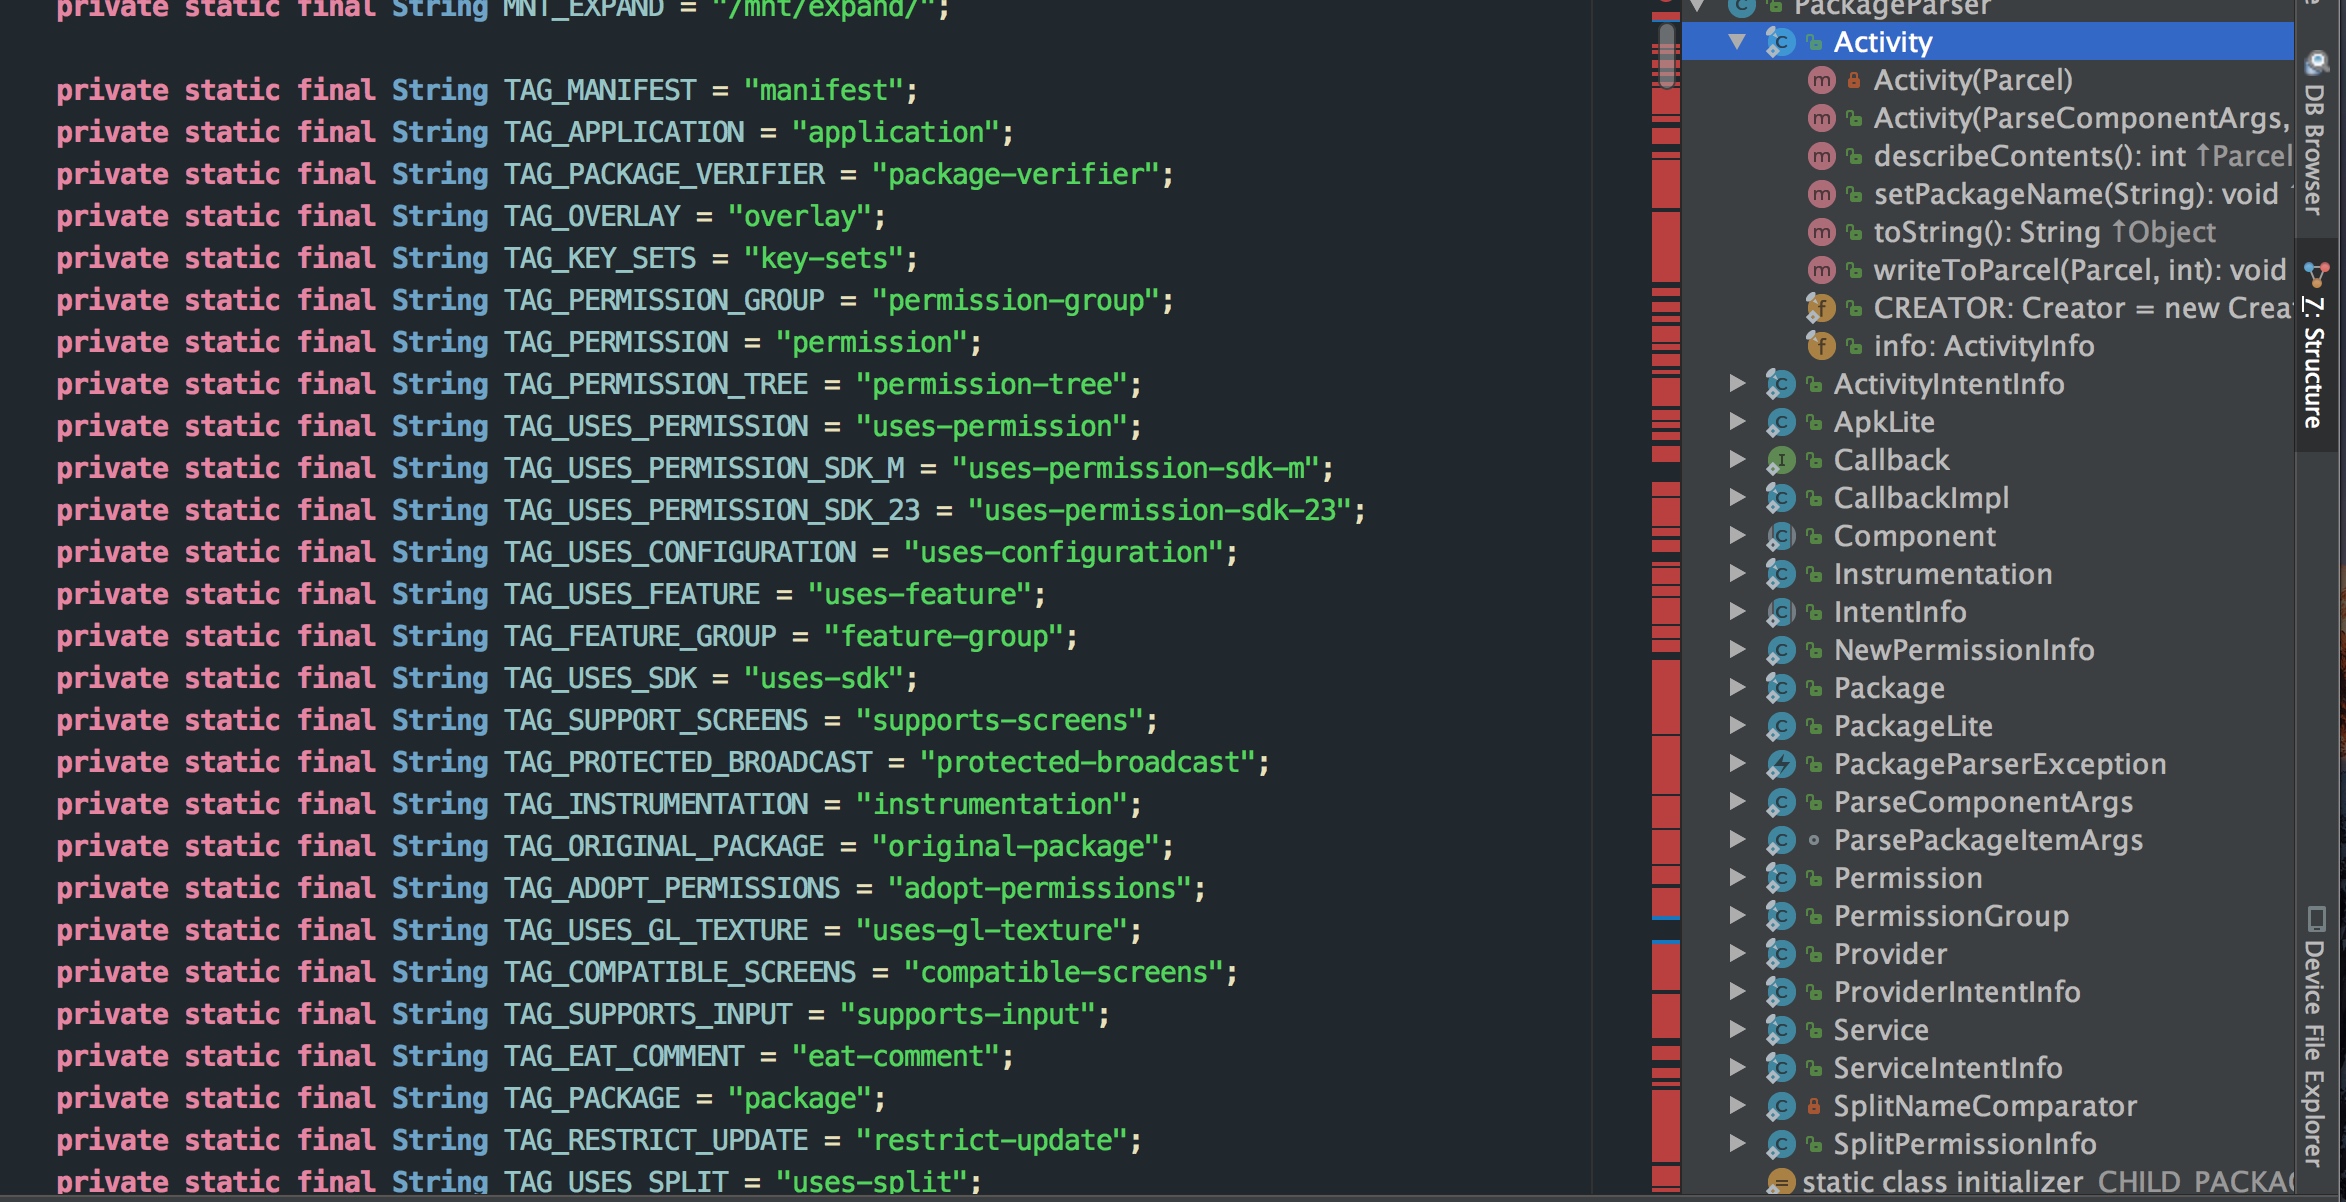 private static final String MNT_EXPAND = "/mnt/expand/";
private static final String TAG_MANIFEST = "manifest";
private static final String TAG_APPLICATION = "application";
private static final String TAG_PACKAGE_VERIFIER = "package-verifier";
private static final String TAG_OVERLAY = "overlay";
private static final String TAG_KEY_SETS = "key-sets";
private static final String TAG_PERMISSION_GROUP = "permission-group";
private static final String TAG_PERMISSION = "permission";
private static final String TAG_PERMISSION_TREE = "permission-tree";
private static final String TAG_USES_PERMISSION = "uses-permission";
private static final String TAG_USES_PERMISSION_SDK_M = "uses-permission-sdk-m";
private static final String TAG_USES_PERMISSION_SDK_23 = "uses-permission-sdk-23";
private static final String TAG_USES_CONFIGURATION = "uses-configuration";
private static final String TAG_USES_FEATURE = "uses-feature";
private static final String TAG_FEATURE_GROUP = "feature-group";
private static final String TAG_USES_SDK = "uses-sdk";
private static final String TAG_SUPPORT_SCREENS = "supports-screens";
private static final String TAG_PROTECTED_BROADCAST = "protected-broadcast";
private static final String TAG_INSTRUMENTATION = "instrumentation";
private static final String TAG_ORIGINAL_PACKAGE = "original-package";
private static final String TAG_ADOPT_PERMISSIONS = "adopt-permissions";
private static final String TAG_USES_GL_TEXTURE = "uses-gl-texture";
private static final String TAG_COMPATIBLE_SCREENS = "compatible-screens";
private static final String TAG_SUPPORTS_INPUT = "supports-input";
private static final String TAG_EAT_COMMENT = "eat-comment";
private static final String TAG_PACKAGE = "package";
private static final String TAG_RESTRICT_UPDATE = "restrict-update";
private static final String TAG_USES_SPLIT = "uses-split";
PackageParser
Activity
Activity(Parcel)
Activity(ParseComponentArgs,
describeContents(): int ↑Parcel
setPackageName(String): void
toString(): String ↑Object
writeToParcel(Parcel, int): void
CREATOR: Creator = new Crea
info: ActivityInfo
ActivityIntentInfo
ApkLite
Callback
CallbackImpl
Component
Instrumentation
IntentInfo
NewPermissionInfo
Package
PackageLite
PackageParserException
ParseComponentArgs
ParsePackageItemArgs
Permission
PermissionGroup
Provider
ProviderIntentInfo
Service
ServiceIntentInfo
SplitNameComparator
SplitPermissionInfo
static class initializer CHILD_PACKAG
DB Browser
7: Structure
Device File Explorer